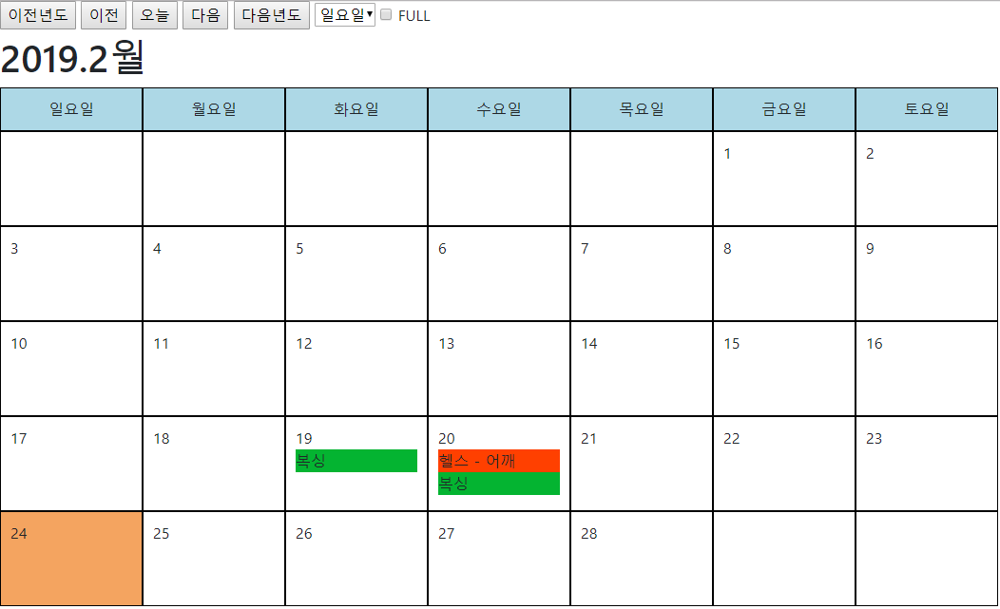 이전년도 이전 오늘 다음 다음년도 일요일 FULL
2019.2월
일요일 월요일 화요일 수요일 목요일 금요일 토요일
1 2
3 4 5 6 7 8 9
10 11 12 13 14 15 16
17 18 19 20 21 22 23
복싱 헬스 - 어깨
복싱
24 25 26 27 28